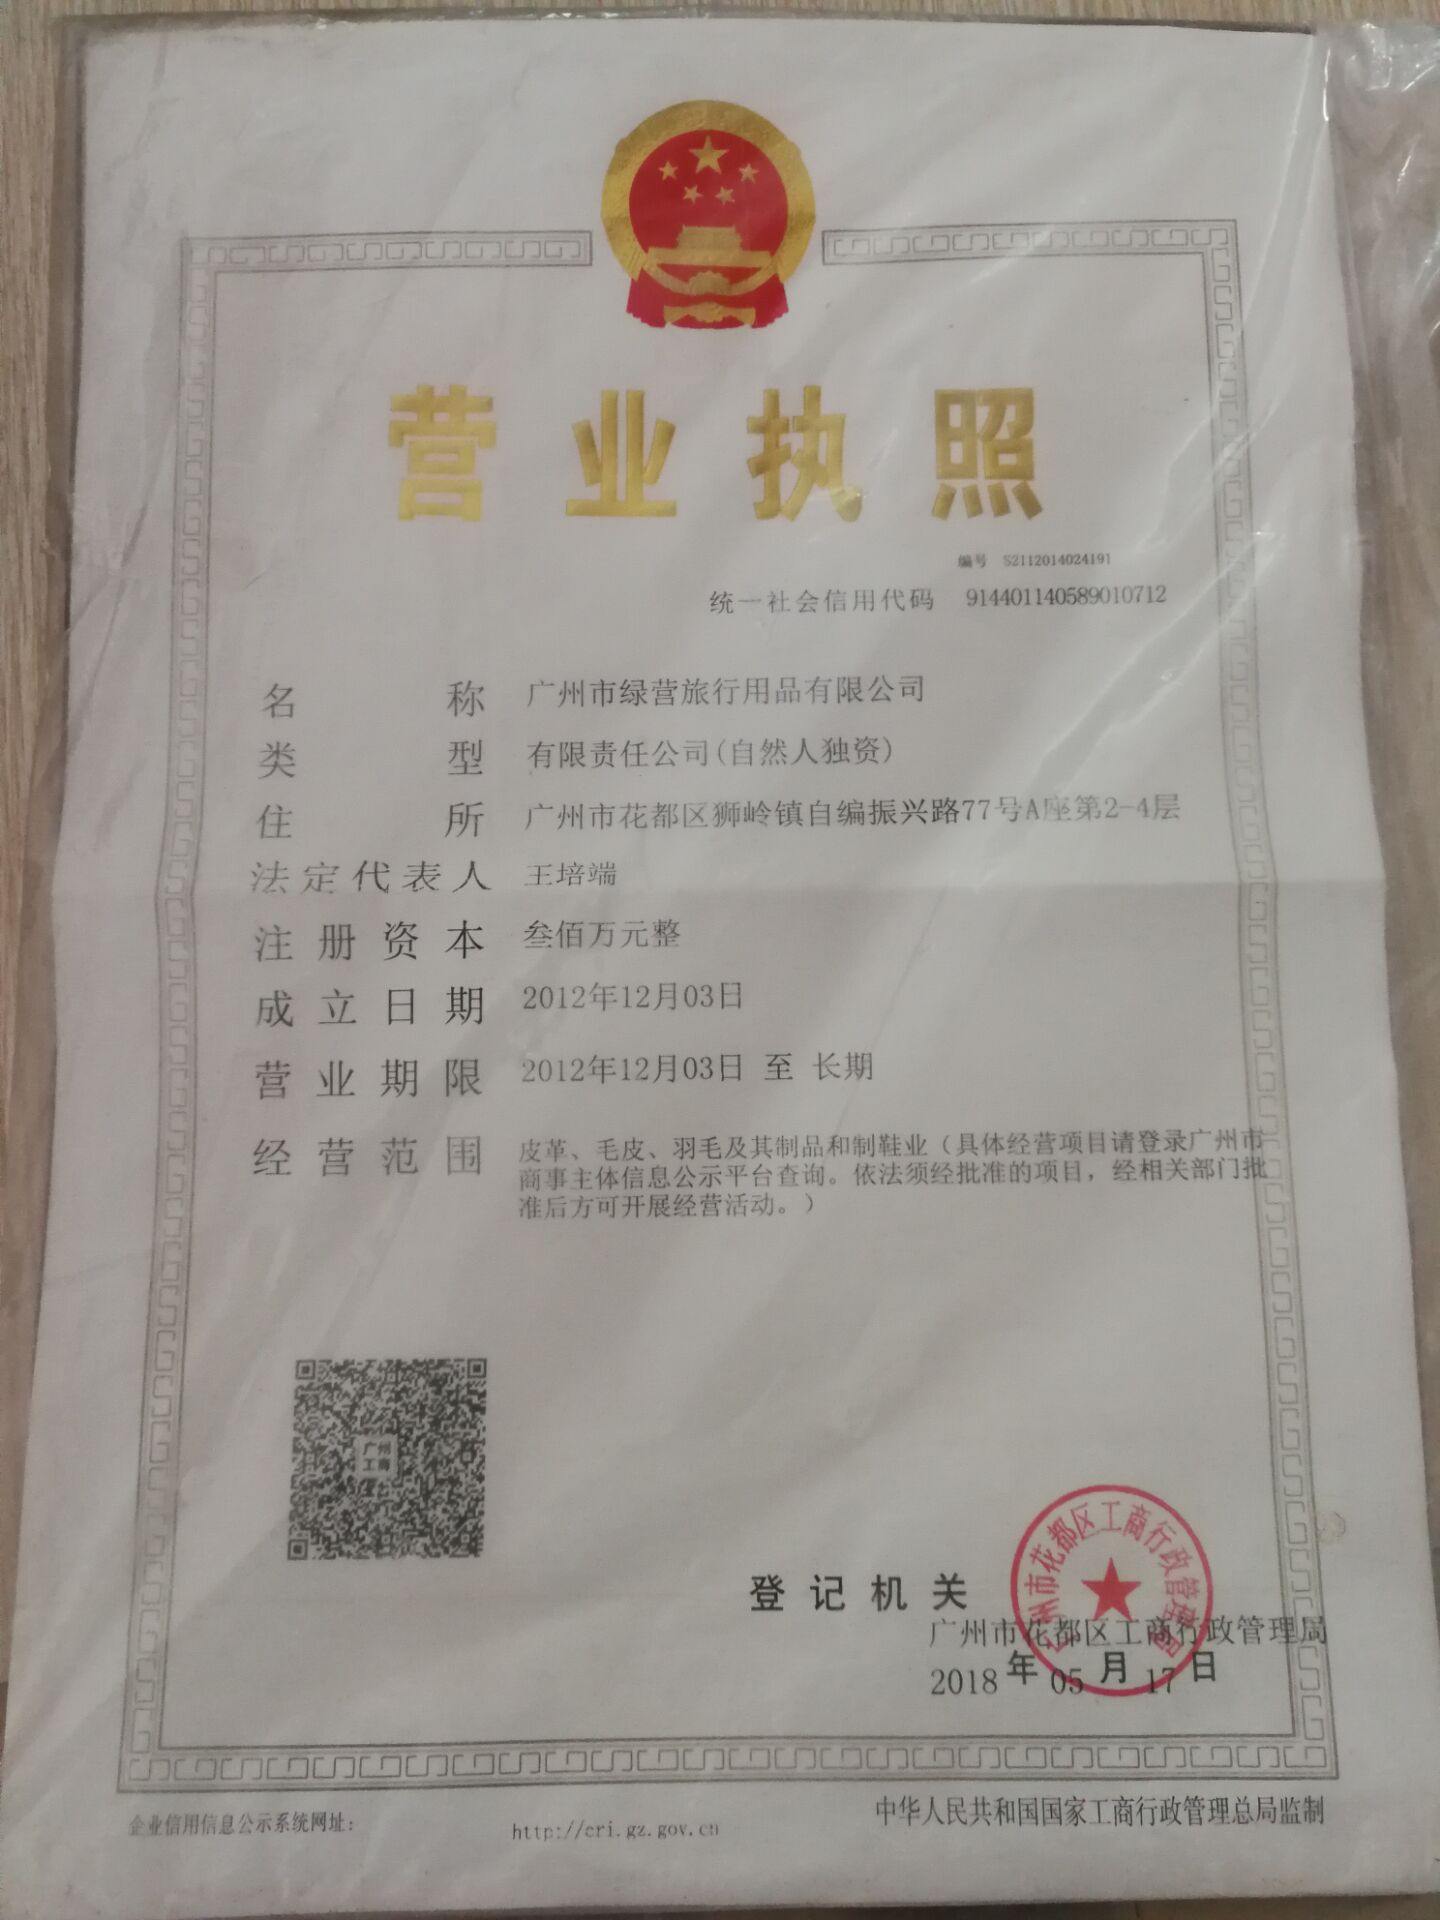 营业执照
编号 S2112014024191
统一社会信用代码 914401140589010712
名称 广州市绿营旅行用品有限公司
类型 有限责任公司(自然人独资)
住所 广州市花都区狮岭镇自编振兴路77号A座第2-4层
法定代表人 王培端
注册资本 叁佰万元整
成立日期 2012年12月03日
营业期限 2012年12月03日 至 长期
经营范围 皮革、毛皮、羽毛及其制品和制鞋业（具体经营项目请登录广州市
商事主体信息公示平台查询。依法须经批准的项目，经相关部门批
准后方可开展经营活动。）
广州
工商
登记机关
广州市花都区工商行政管理局
广州市花都区工商行政管理局
2018年05月17日
企业信用信息公示系统网址： http://cri.gz.gov.cn
中华人民共和国国家工商行政管理总局监制